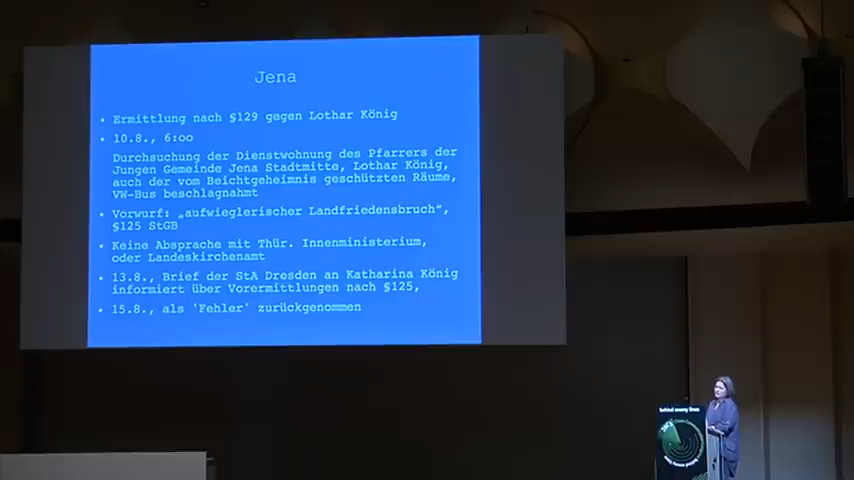 Jena
• Ermittlung nach §129 gegen Lothar König
• 10.8., 6:00
Durchsuchung der Dienstwohnung des Pfarrers der
Jungen Gemeinde Jena Stadtmitte, Lothar König,
auch der vom Beichtgeheimnis geschützten Räume,
VW-Bus beschlagnahmt
• Vorwurf: „aufwieglerischer Landfriedensbruch“,
§125 StGB
• Keine Absprache mit Thür. Innenministerium,
oder Landeskirchenamt
• 13.8., Brief der StA Dresden an Katharina König
informiert über Vorermittlungen nach §125,
• 15.8., als 'Fehler' zurückgenommen
behind enemy lines